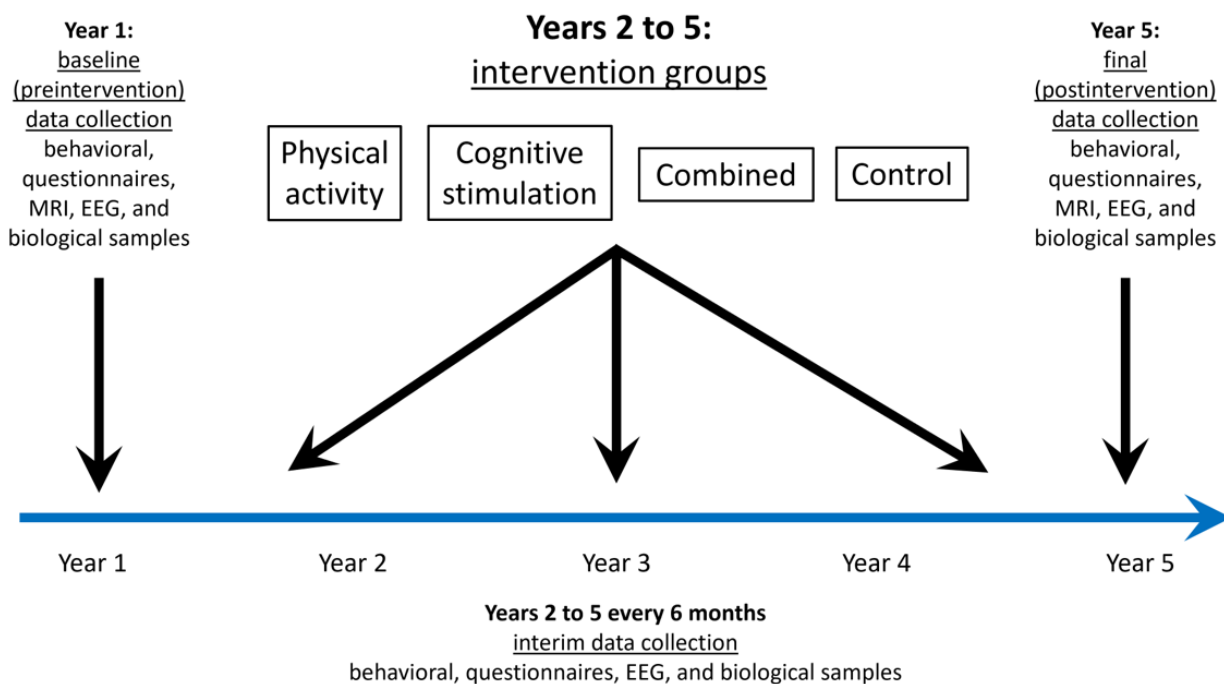 Year 1:
baseline
(preintervention)
data collection
behavioral,
questionnaires,
MRI, EEG, and
biological samples
Years 2 to 5:
intervention groups
Physical
activity
Cognitive
stimulation
Combined
Control
Year 5:
final
(postintervention)
data collection
behavioral,
questionnaires,
MRI, EEG, and
biological samples
Year 1
Year 2
Year 3
Year 4
Year 5
Years 2 to 5 every 6 months
interim data collection
behavioral, questionnaires, EEG, and biological samples